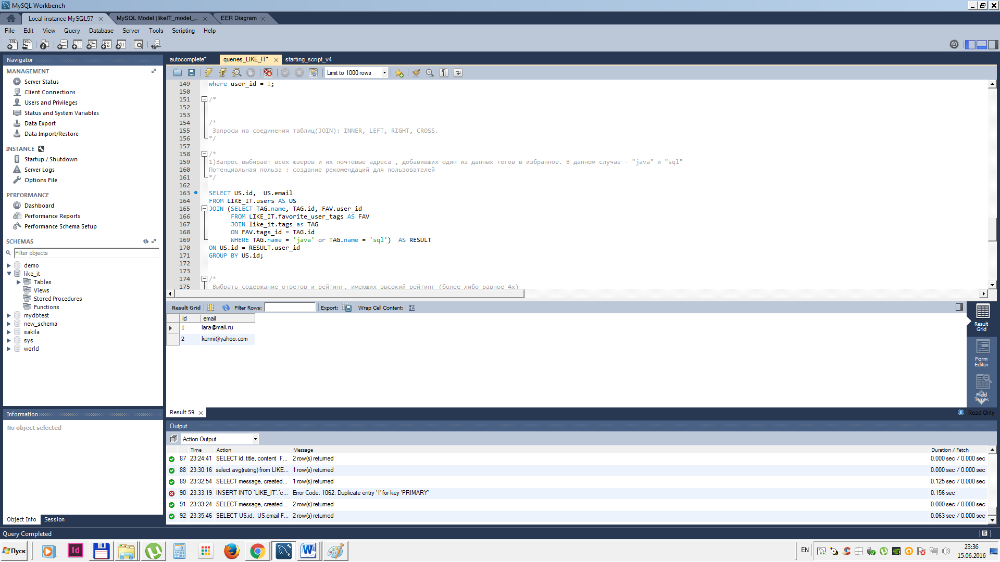 MySQL Workbench
Local instance MySQL57
MySQL Model (likeIT_model_...
EER Diagram
File Edit View Query Database Server Tools Scripting Help
Navigator
MANAGEMENT
Server Status
Client Connections
Users and Privileges
Status and System Variables
Data Export
Data Import/Restore
INSTANCE
Startup / Shutdown
Server Logs
Options File
PERFORMANCE
Dashboard
Performance Reports
Performance Schema Setup
SCHEMAS
Filter objects
demo
like_it
Tables
Views
Stored Procedures
Functions
mydbtest
new_schema
sakila
sys
world
Information
No object selected
Object Info Session
autocomplete* queries_LIKE_IT* starting_script_v4
Limit to 1000 rows
149 where user_id = 1;
150
151 /*
152
153
154 /*
155 Запросы на соединения таблиц(JOIN): INNER, LEFT, RIGHT, CROSS.
156 */
157
158 /*
159 1)Запрос выбирает всех юзеров и их почтовые адреса , добавивших один из данных тегов в избранное. В данном случае - "java" и "sql"
160 Потенциальная польза : создание рекомендаций для пользователей
161 */
162
163 SELECT US.id, US.email
164 FROM LIKE_IT.users AS US
165 JOIN (SELECT TAG.name, TAG.id, FAV.user_id
166 FROM LIKE_IT.favorite_user_tags AS FAV
167 JOIN like_it.tags as TAG
168 ON FAV.tags_id = TAG.id
169 WHERE TAG.name = 'java' or TAG.name = 'sql') AS RESULT
170 ON US.id = RESULT.user_id
171 GROUP BY US.id;
172
173
174 /*
175 Выбрать содержание ответов и рейтинг, имеющих высокий рейтинг (более либо равное 4х)
Result Grid Filter Rows: Export: Wrap Cell Content:
id email
1 lara@mail.ru
2 kenni@yahoo.com
Result Grid
Form Editor
Field Types
Result 59
Read Only
Output
Action Output
Time Action Message Duration / Fetch
87 23:24:41 SELECT id, title, content F... 2 row(s) returned 0.000 sec / 0.000 sec
88 23:30:16 select avg(rating) from LIKE... 1 row(s) returned 0.000 sec / 0.000 sec
89 23:32:54 SELECT message, created... 1 row(s) returned 0.125 sec / 0.000 sec
90 23:33:19 INSERT INTO `LIKE_IT`.`c... Error Code: 1062. Duplicate entry '1' for key 'PRIMARY' 0.156 sec
91 23:33:24 SELECT message, created... 2 row(s) returned 0.000 sec / 0.000 sec
92 23:35:46 SELECT US.id, US.email F... 2 row(s) returned 0.063 sec / 0.000 sec
Query Completed
Пуск
Id
EN
23:36
15.06.2016